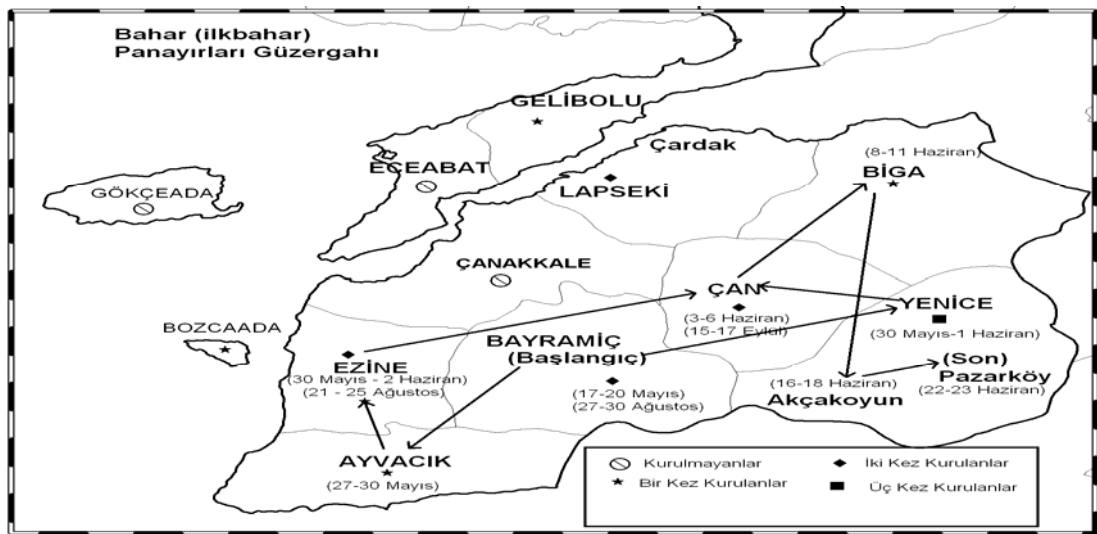 Bahar (ilkbahar)
Panayırları Güzergahı
GELİBOLU
ECEABAT
Çardak
LAPSEKİ
(8-11 Haziran)
BİGA
GÖKÇEADA
ÇANAKKALE
ÇAN
(3-6 Haziran)
(15-17 Eylül)
YENİCE
(30 Mayıs-1 Haziran)
BOZCAADA
BAYRAMİÇ
(Başlangıç)
EZİNE
(30 Mayıs - 2 Haziran)
(21 - 25 Ağustos)
(17-20 Mayıs)
(27-30 Ağustos)
(16-18 Haziran)
Akçakoyun
(Son)
Pazarköy
(22-23 Haziran)
AYVACIK
(27-30 Mayıs)
Kurulmayanlar
İki Kez Kurulanlar
Bir Kez Kurulanlar
Üç Kez Kurulanlar